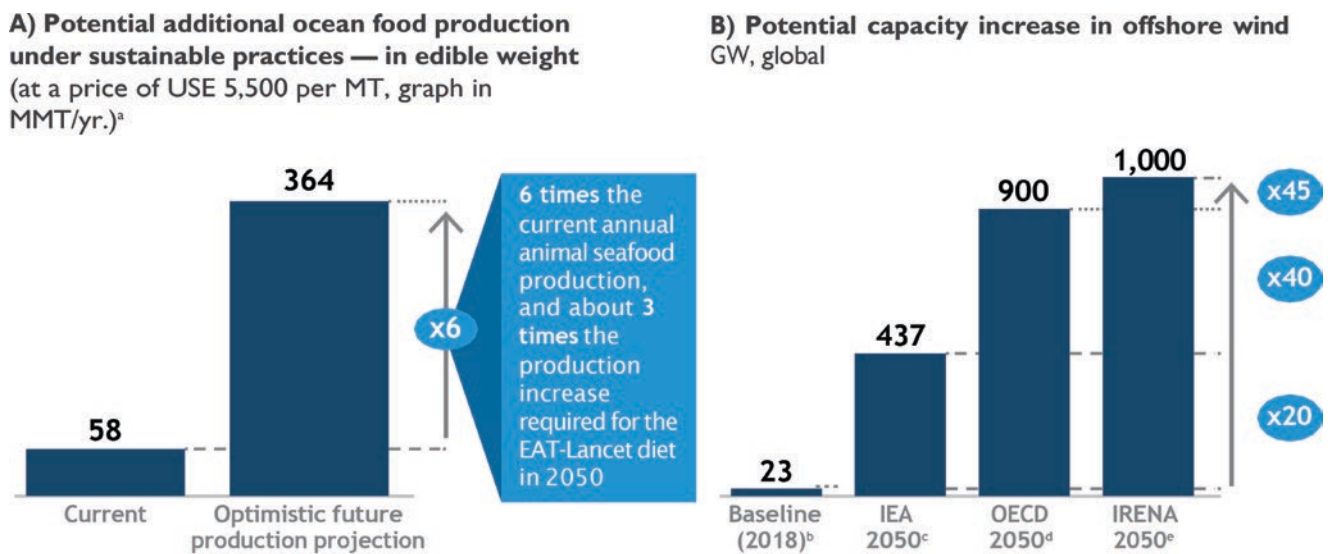 A) Potential additional ocean food production
under sustainable practices — in edible weight
(at a price of USE 5,500 per MT, graph in
MMT/yr.)ᵃ
364
58
x6
6 times the
current annual
animal seafood
production,
and about 3
times the
production
increase
required for the
EAT-Lancet diet
in 2050
Current
Optimistic future
production projection
B) Potential capacity increase in offshore wind
GW, global
1,000
900
437
23
x45
x40
x20
Baseline
(2018)ᵇ
IEA
2050ᶜ
OECD
2050ᵈ
IRENA
2050ᵉ